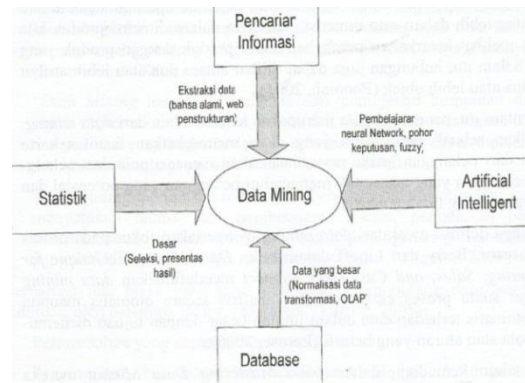 Pencariar
Informasi
Ekstraksi data
(bahsa alami, web
penstrukturan)
Pembelajarar
neural Network, pohor
keputusan, fuzzy,
Statistik
Data Mining
Artificial
Intelligent
Dasar
(Seleksi, presentas
hasil)
Data yang besar
(Normalisasi data
transformasi, OLAP)
Database